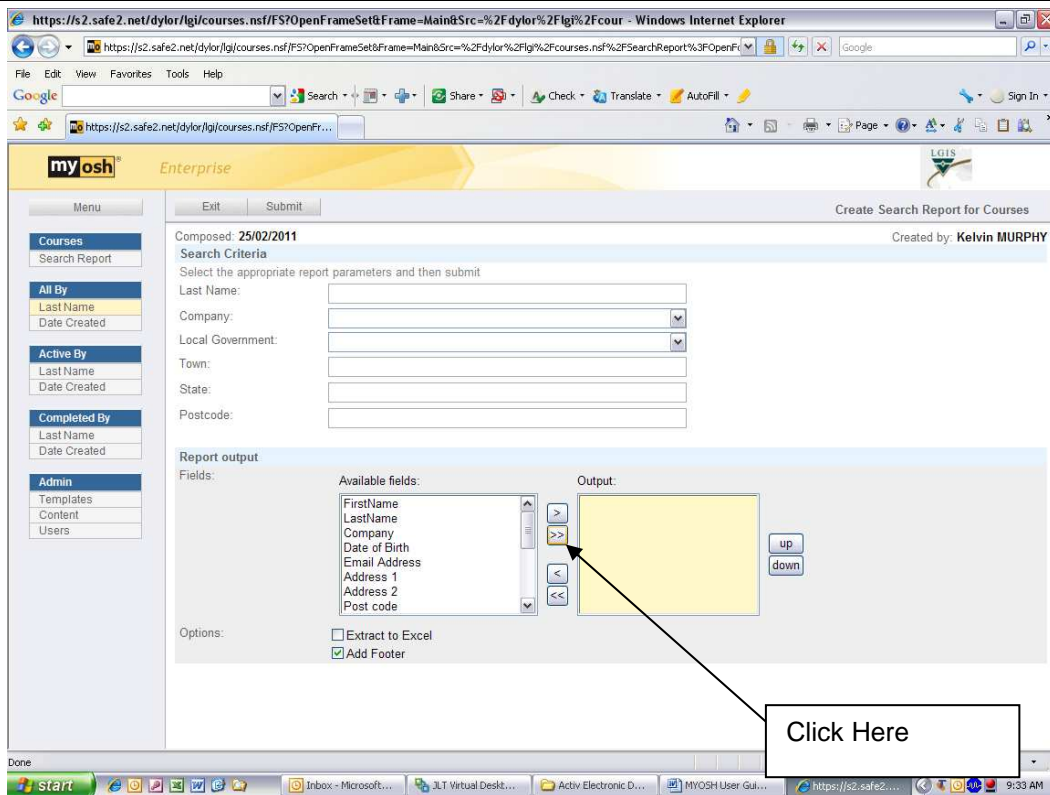 https://s2.safe2.net/dylor/lgi/courses.nsf/FS?OpenFrameSet&Frame=Main&Src=%2Fdylor%2Flgi%2Fcour - Windows Internet Explorer
https://s2.safe2.net/dylor/lgi/courses.nsf/FS?OpenFrameSet&Frame=Main&Src=%2Fdylor%2Flgi%2Fcourses.nsf%2FSearchReport%3FOpenF Google
File Edit View Favorites Tools Help
Google Search Share Check Translate AutoFill Sign In
https://s2.safe2.net/dylor/lgi/courses.nsf/FS?OpenFr... Page
my osh® Enterprise LGIS
Menu Exit Submit Create Search Report for Courses
Composed: 25/02/2011 Created by: Kelvin MURPHY
Courses
Search Report
All By
Last Name
Date Created
Active By
Last Name
Date Created
Completed By
Last Name
Date Created
Admin
Templates
Content
Users
Search Criteria
Select the appropriate report parameters and then submit
Last Name:
Company:
Local Government:
Town:
State:
Postcode:
Report output
Fields:
Available fields: Output:
FirstName
LastName
Company
Date of Birth
Email Address
Address 1
Address 2
Post code
>
>>
<
<<
up
down
Options:
Extract to Excel
Add Footer
Click Here
Done
start Inbox - Microsoft... JLT Virtual Deskt... Activ Electronic D... MYOSH User Gui... https://s2.safe2.... 9:33 AM